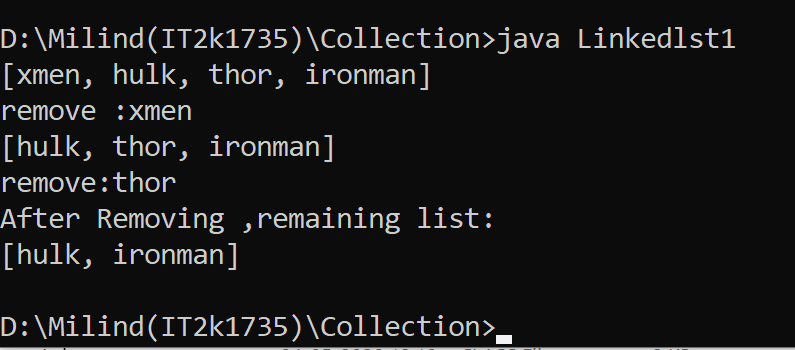 D:\Milind(IT2k1735)\Collection>java Linkedlst1
[xmen, hulk, thor, ironman]
remove :xmen
[hulk, thor, ironman]
remove:thor
After Removing ,remaining list:
[hulk, ironman]
D:\Milind(IT2k1735)\Collection>